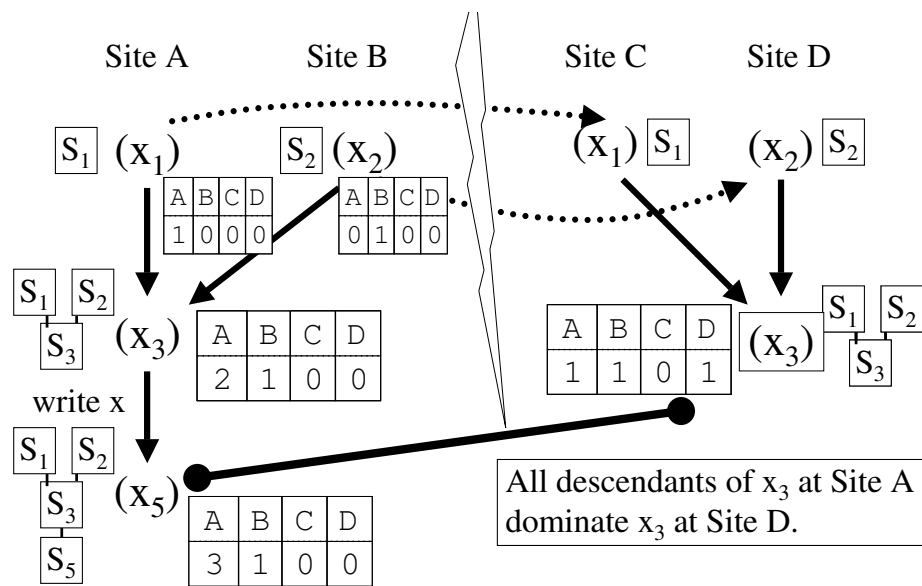 Site A Site B Site C Site D
S₁ (x₁) S₂ (x₂) (x₁) S₁ (x₂) S₂
A B C D
1 0 0 0
A B C D
0 1 0 0
S₁ S₂
S₃
(x₃)
A B C D
2 1 0 0
A B C D
1 1 0 1
(x₃)
S₁ S₂
S₃
write x
S₁ S₂
S₃
S₅
(x₅)
A B C D
3 1 0 0
All descendants of x₃ at Site A
dominate x₃ at Site D.